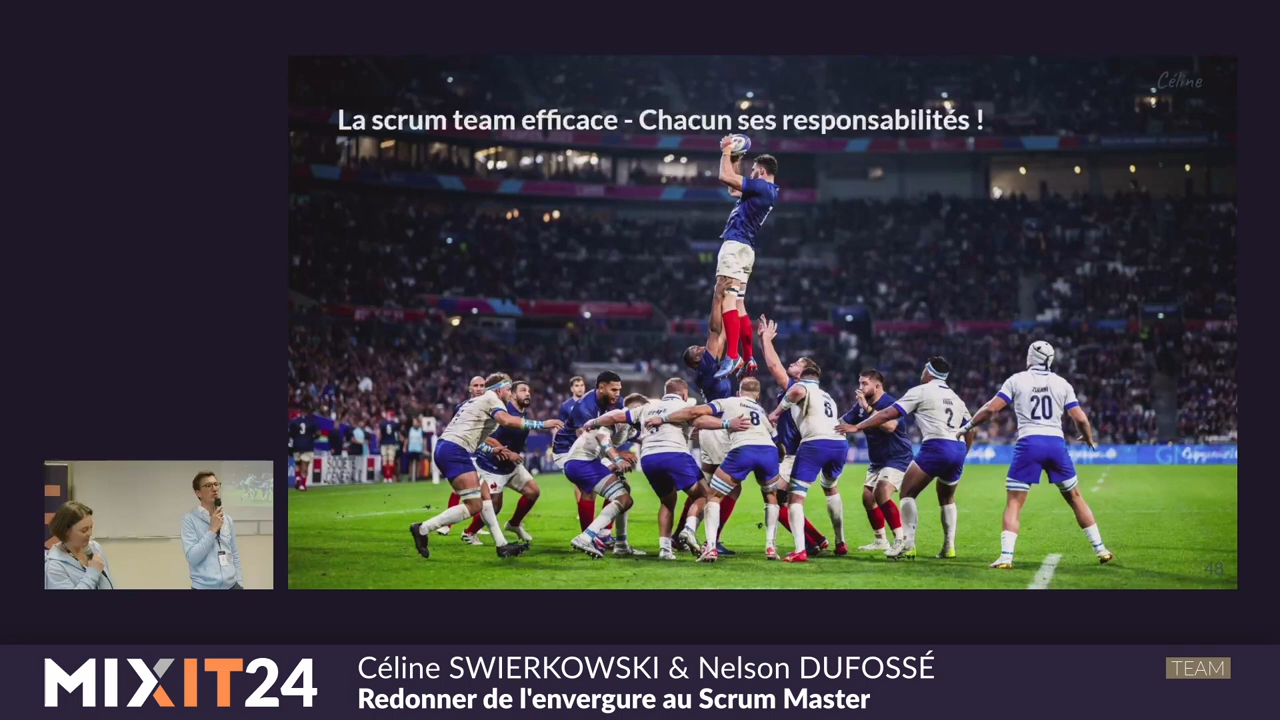 Céline
La scrum team efficace - Chacun ses responsabilités !
8
8
2
20
48
MIXIT24
Céline SWIERKOWSKI & Nelson DUFOSSÉ
Redonner de l'envergure au Scrum Master
TEAM